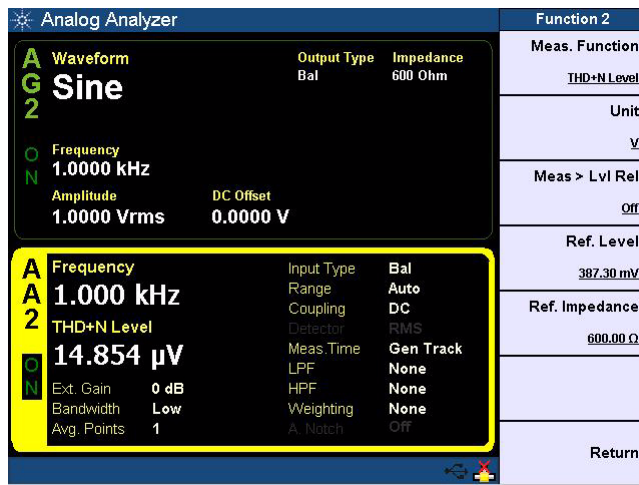 Analog Analyzer
AG2
ON
Waveform
Sine
Output Type Impedance
Bal 600 Ohm
Frequency
1.0000 kHz
Amplitude DC Offset
1.0000 Vrms 0.0000 V
AA2
ON
Frequency
1.000 kHz
THD+N Level
14.854 µV
Ext. Gain 0 dB
Bandwidth Low
Avg. Points 1
Input Type Bal
Range Auto
Coupling DC
Detector RMS
Meas.Time Gen Track
LPF None
HPF None
Weighting None
A. Notch Off
Function 2
Meas. Function
THD+N Level
Unit
V
Meas > Lvl Rel
Off
Ref. Level
387.30 mV
Ref. Impedance
600.00 Ω
Return